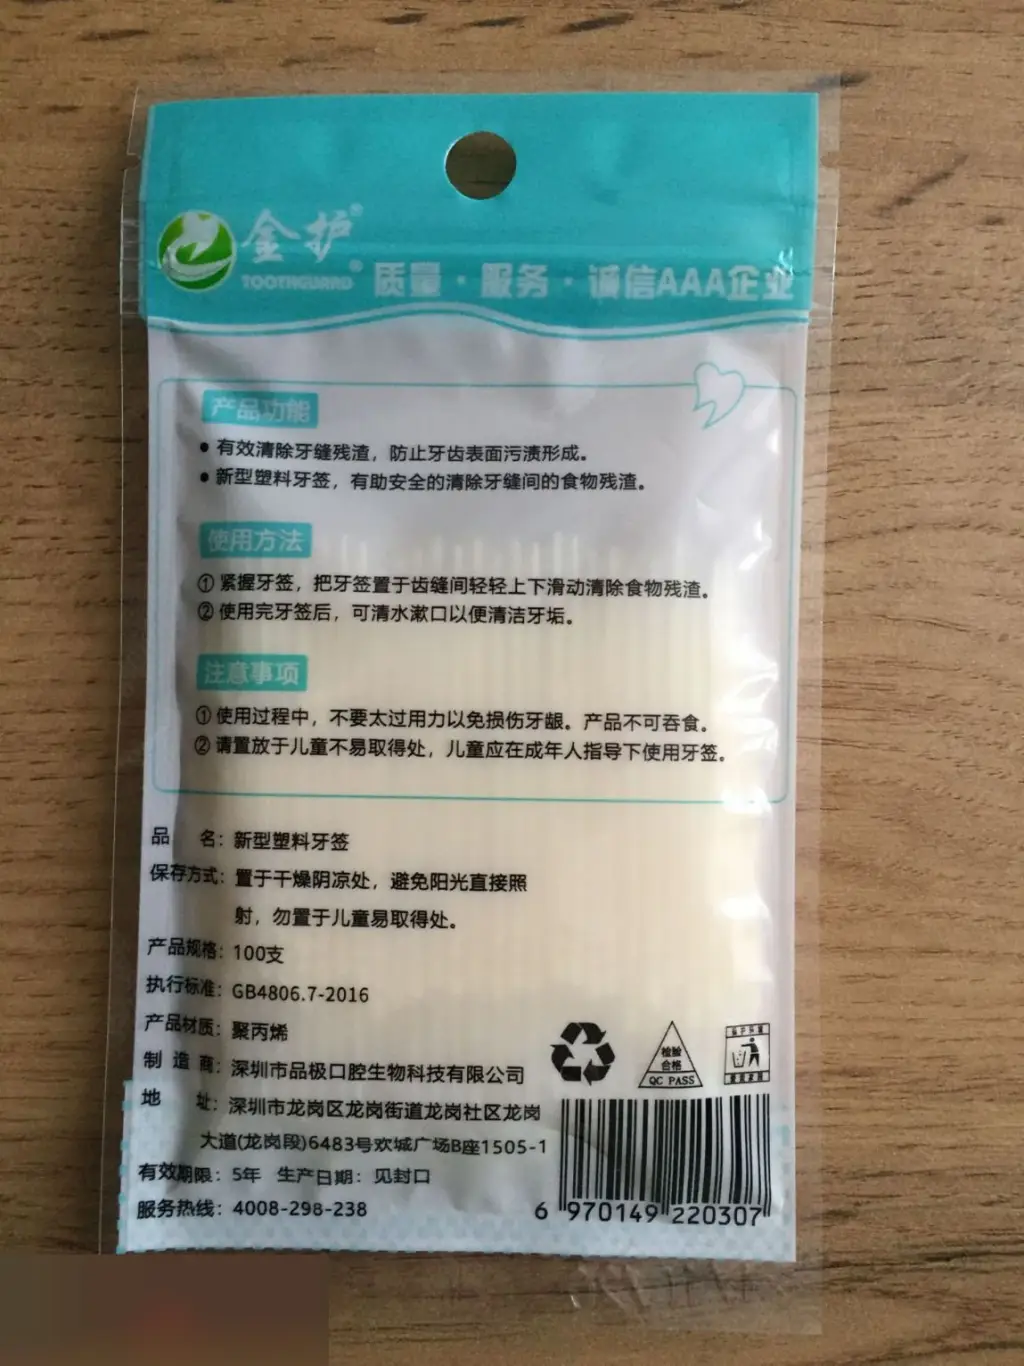 金护®
TOOTHGUARD®
质量·服务·诚信AAA企业
产品功能
● 有效清除牙缝残渣，防止牙齿表面污渍形成。
● 新型塑料牙签，有助安全的清除牙缝间的食物残渣。
使用方法
① 紧握牙签，把牙签置于齿缝间轻轻上下滑动清除食物残渣。
② 使用完牙签后，可清水漱口以便清洁牙垢。
注意事项
① 使用过程中，不要太过用力以免损伤牙龈。产品不可吞食。
② 请置放于儿童不易取得处，儿童应在成年人指导下使用牙签。
品 名：新型塑料牙签
保存方式：置于干燥阴凉处，避免阳光直接照
射，勿置于儿童易取得处。
产品规格：100支
执行标准：GB4806.7-2016
产品材质：聚丙烯
制 造 商：深圳市品极口腔生物科技有限公司
地 址：深圳市龙岗区龙岗街道龙岗社区龙岗
大道(龙岗段)6483号欢城广场B座1505-1
有效期限：5年 生产日期：见封口
服务热线：4008-298-238
检验
合格
QC PASS
6 970149 220307